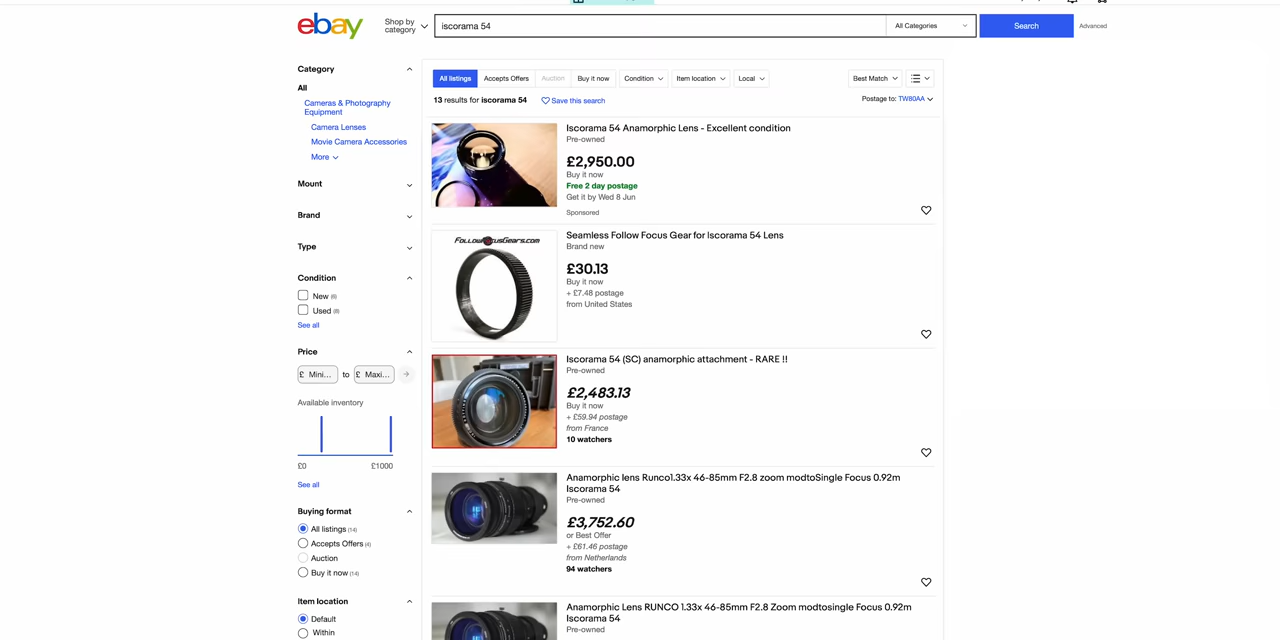 ebay
Shop by
category
iscorama 54
All Categories
Search
Advanced
Category
All
Cameras & Photography
Equipment
Camera Lenses
Movie Camera Accessories
More
Mount
Brand
Type
Condition
New (6)
Used (8)
See all
Price
£ Mini...
to
£ Maxi...
Available inventory
£0
£1000
See all
Buying format
All listings (14)
Accepts Offers (4)
Auction
Buy it now (14)
Item location
Default
Within
All listings
Accepts Offers
Auction
Buy it now
Condition
Item location
Local
Best Match
13 results for iscorama 54
Save this search
Postage to: TW80AA
Iscorama 54 Anamorphic Lens - Excellent condition
Pre-owned
£2,950.00
Buy it now
Free 2 day postage
Get it by Wed 8 Jun
Sponsored
FollowFocusGears.com
Seamless Follow Focus Gear for Iscorama 54 Lens
Brand new
£30.13
Buy it now
+ £7.48 postage
from United States
Iscorama 54 (SC) anamorphic attachment - RARE !!
Pre-owned
£2,483.13
Buy it now
+ £59.94 postage
from France
10 watchers
Anamorphic lens Runco1.33x 46-85mm F2.8 zoom modtoSingle Focus 0.92m
Iscorama 54
Pre-owned
£3,752.60
or Best Offer
+ £61.46 postage
from Netherlands
94 watchers
Anamorphic Lens RUNCO 1.33x 46-85mm F2.8 Zoom modtosingle Focus 0.92m
Iscorama 54
Pre-owned